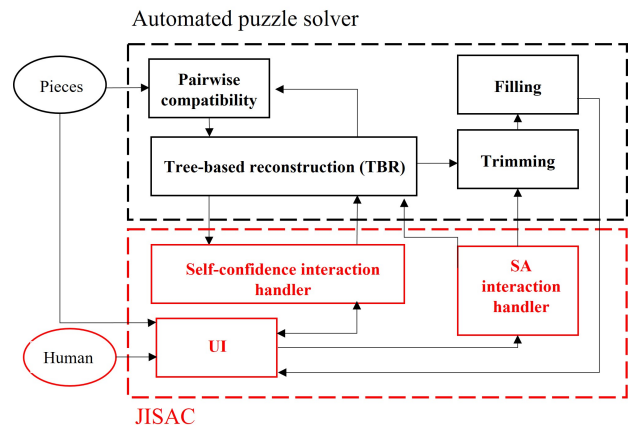 Automated puzzle solver
Pieces
Pairwise
compatibility
Filling
Tree-based reconstruction (TBR)
Trimming
Self-confidence interaction
handler
SA
interaction
handler
UI
Human
JISAC